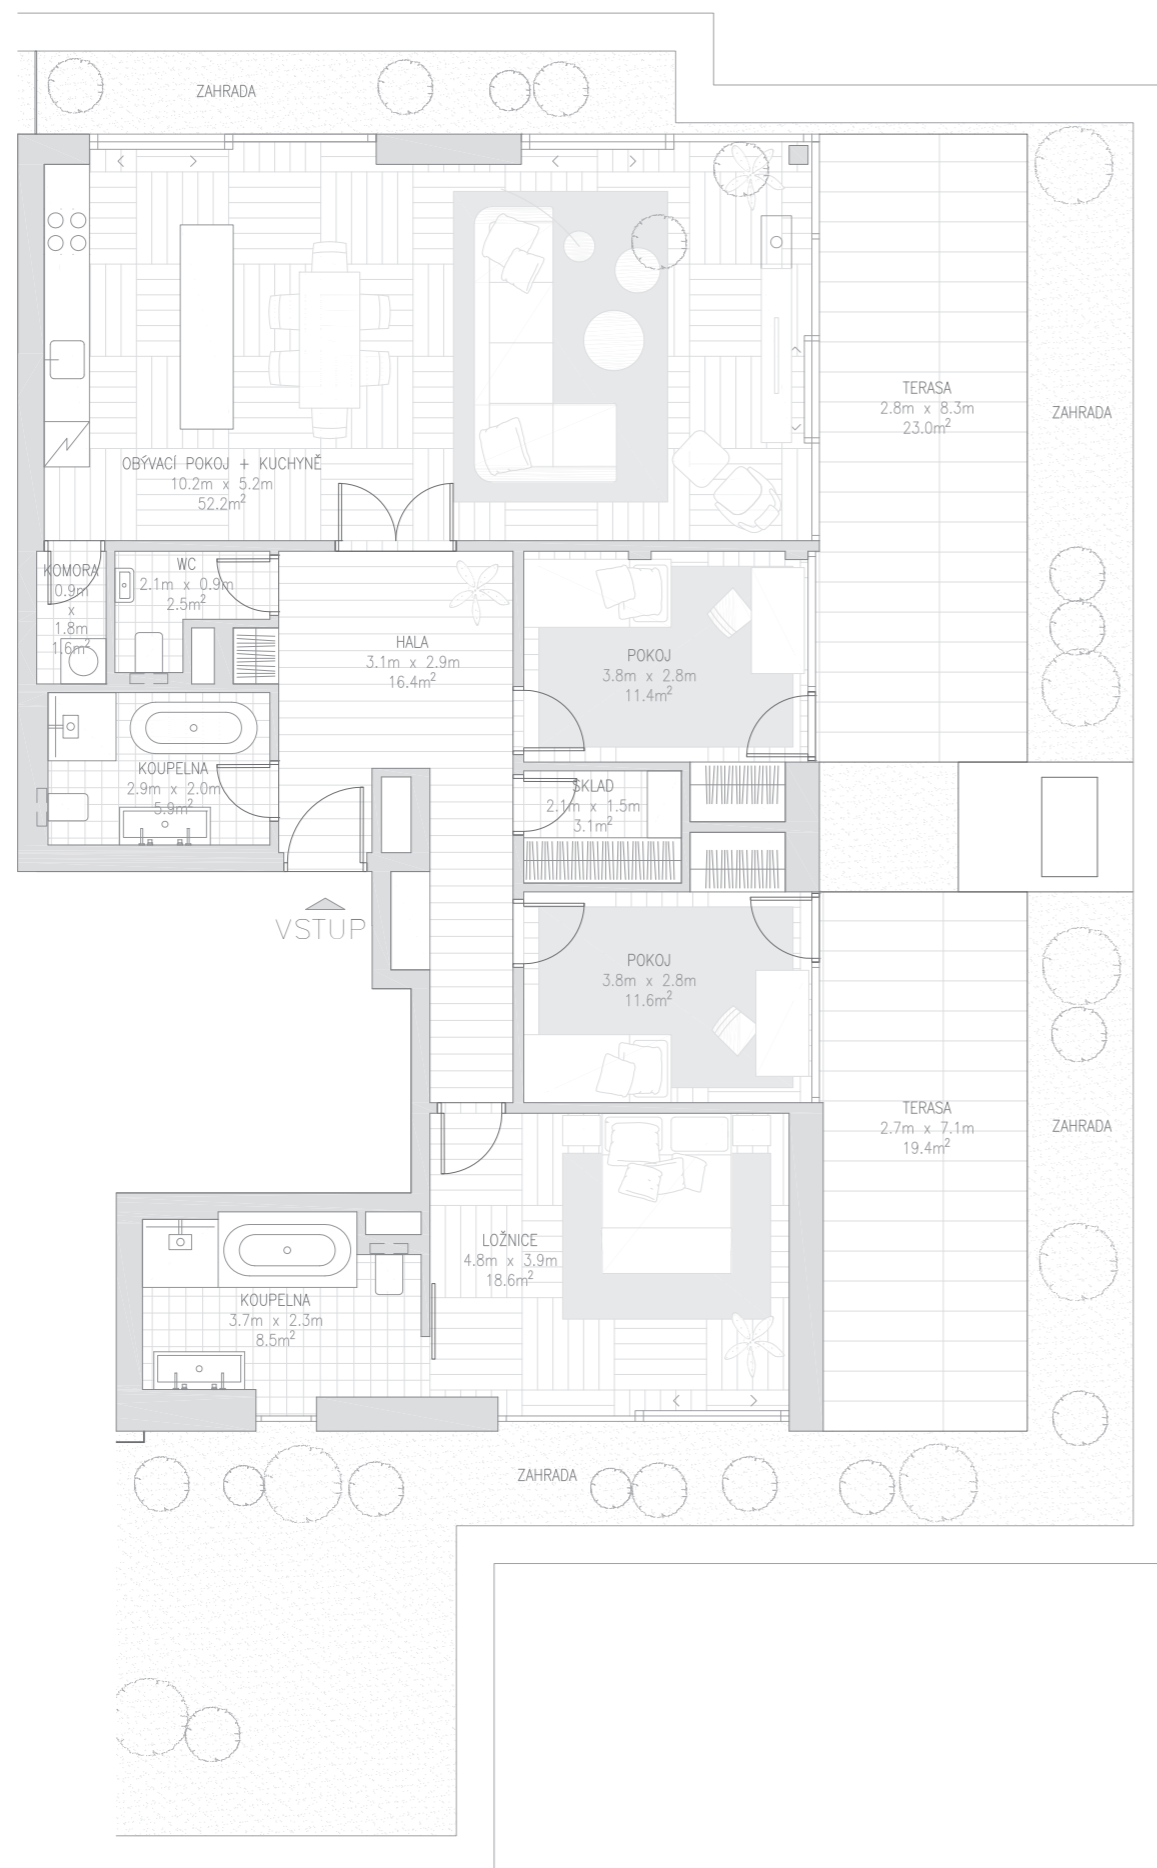 ZAHRADA
TERASA
2.8m x 8.3m
23.0m²
ZAHRADA
OBÝVACÍ POKOJ + KUCHYNĚ
10.2m x 5.2m
52.2m²
KOMORA
0.9m
x
1.8m
1.6m²
WC
2.1m x 0.9m
2.5m²
HALA
3.1m x 2.9m
16.4m²
POKOJ
3.8m x 2.8m
11.4m²
KOUPELNA
2.9m x 2.0m
5.9m²
SKLAD
2.1m x 1.5m
3.1m²
VSTUP
POKOJ
3.8m x 2.8m
11.6m²
TERASA
2.7m x 7.1m
19.4m²
ZAHRADA
LOŽNICE
4.8m x 3.9m
18.6m²
KOUPELNA
3.7m x 2.3m
8.5m²
ZAHRADA